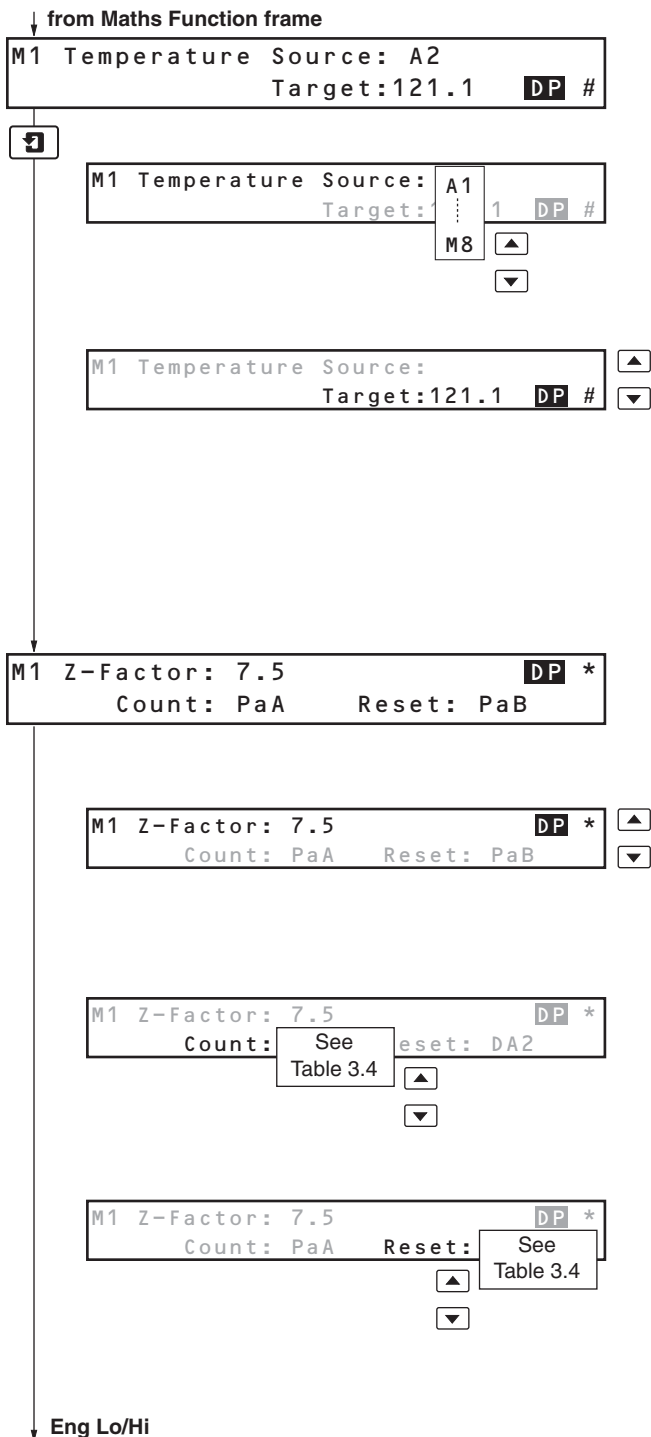 from Maths Function frame
M1 Temperature Source: A2
Target:121.1 DP #
M1 Temperature Source: A1
Target:1 1 DP #
M8
M1 Temperature Source:
Target:121.1 DP #
M1 Z-Factor: 7.5 DP *
Count: PaA Reset: PaB
M1 Z-Factor: 7.5 DP *
Count: PaA Reset: PaB
M1 Z-Factor: 7.5 DP *
Count: See eset: DA2
Table 3.4
M1 Z-Factor: 7.5 DP *
Count: PaA Reset: See
Table 3.4
Eng Lo/Hi